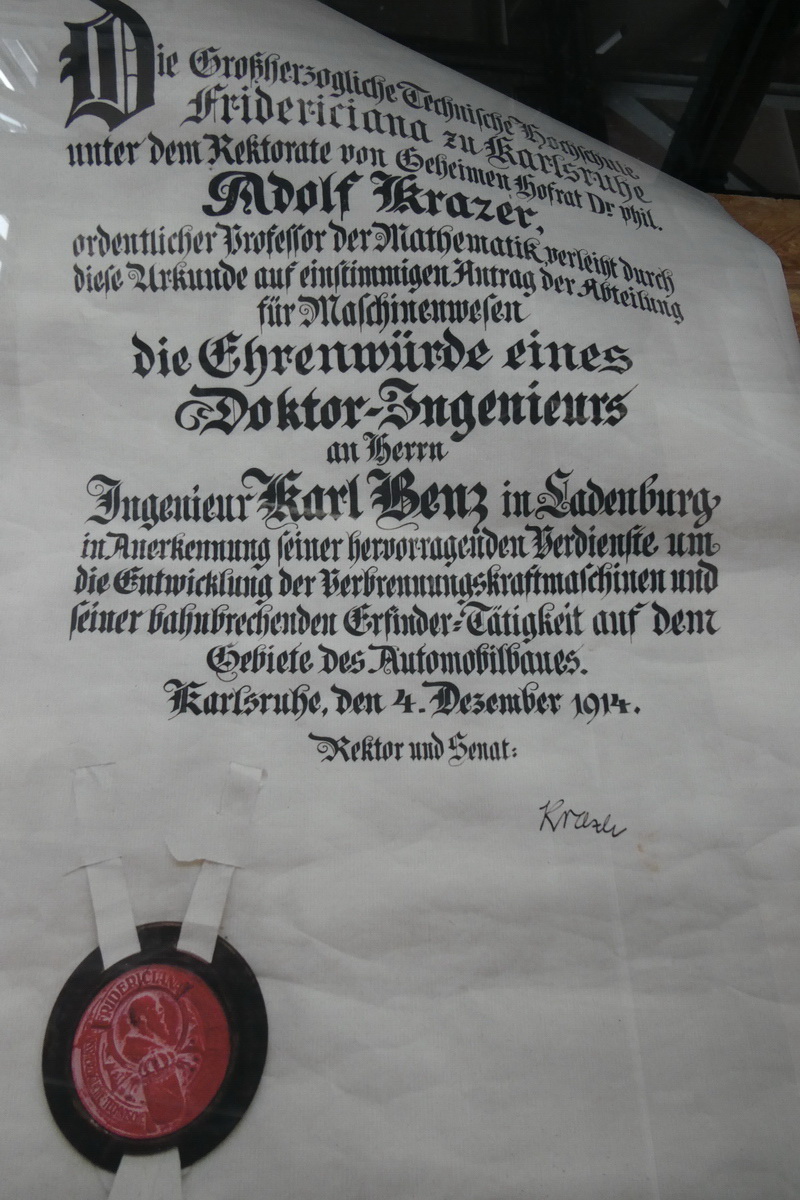 Die Großherzogliche Technische Hochschule
Fridericiana zu Karlsruhe
unter dem Rektorate von Geheimen Hofrat Dr phil.
Adolf Krazer,
ordentlicher Professor der Mathematik verleiht durch
diese Urkunde auf einstimmigen Antrag der Abteilung
für Maschinenwesen
die Ehrenwürde eines
Doktor-Ingenieurs
an Herrn
Ingenieur Karl Benz in Ladenburg
in Anerkennung seiner hervorragenden Verdienste um
die Entwicklung der Verbrennungskraftmaschinen und
seiner bahnbrechenden Erfinder-Tätigkeit auf dem
Gebiete des Automobilbaues.
Karlsruhe, den 4. Dezember 1914.
Rektor und Senat:
Krazer
FRIDERICIANA